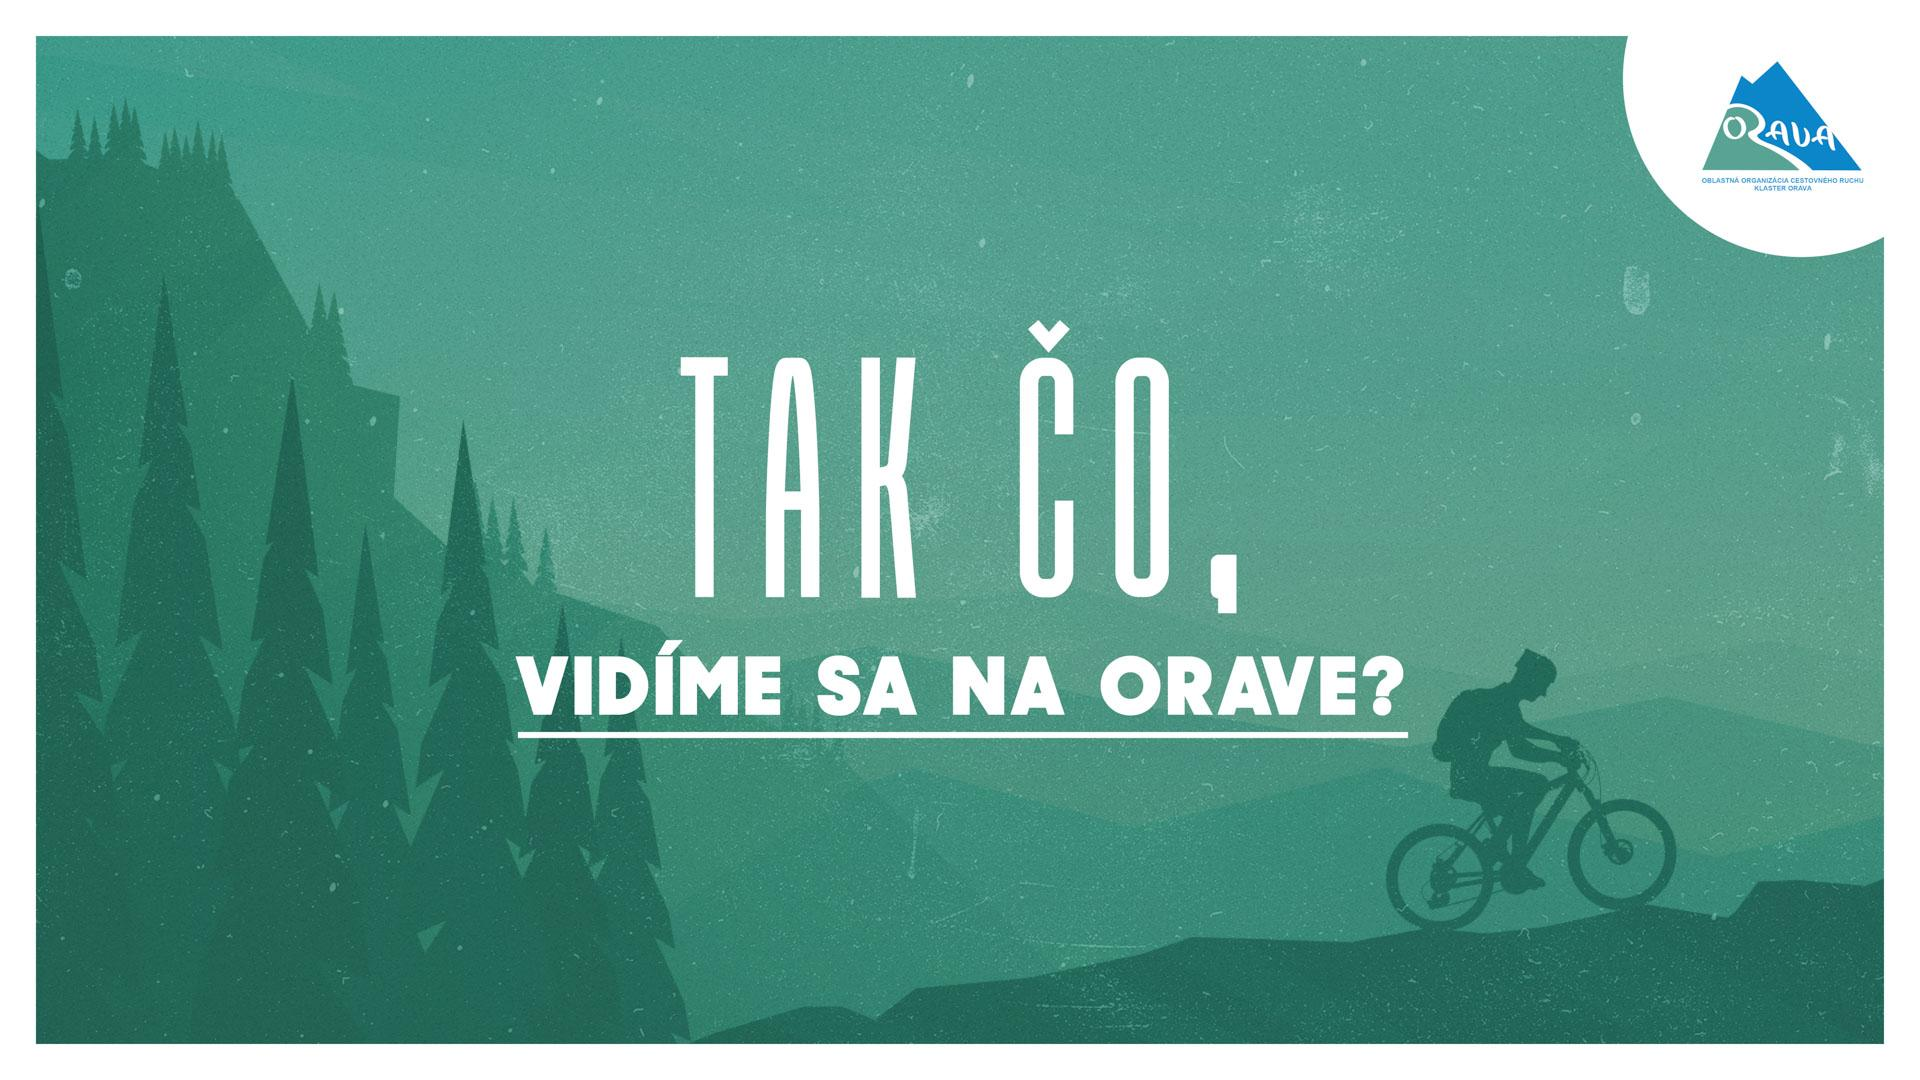 ORAVA
OBLASTNÁ ORGANIZÁCIA CESTOVNÉHO RUCHU
KLASTER ORAVA
TAK ČO,
VIDÍME SA NA ORAVE?